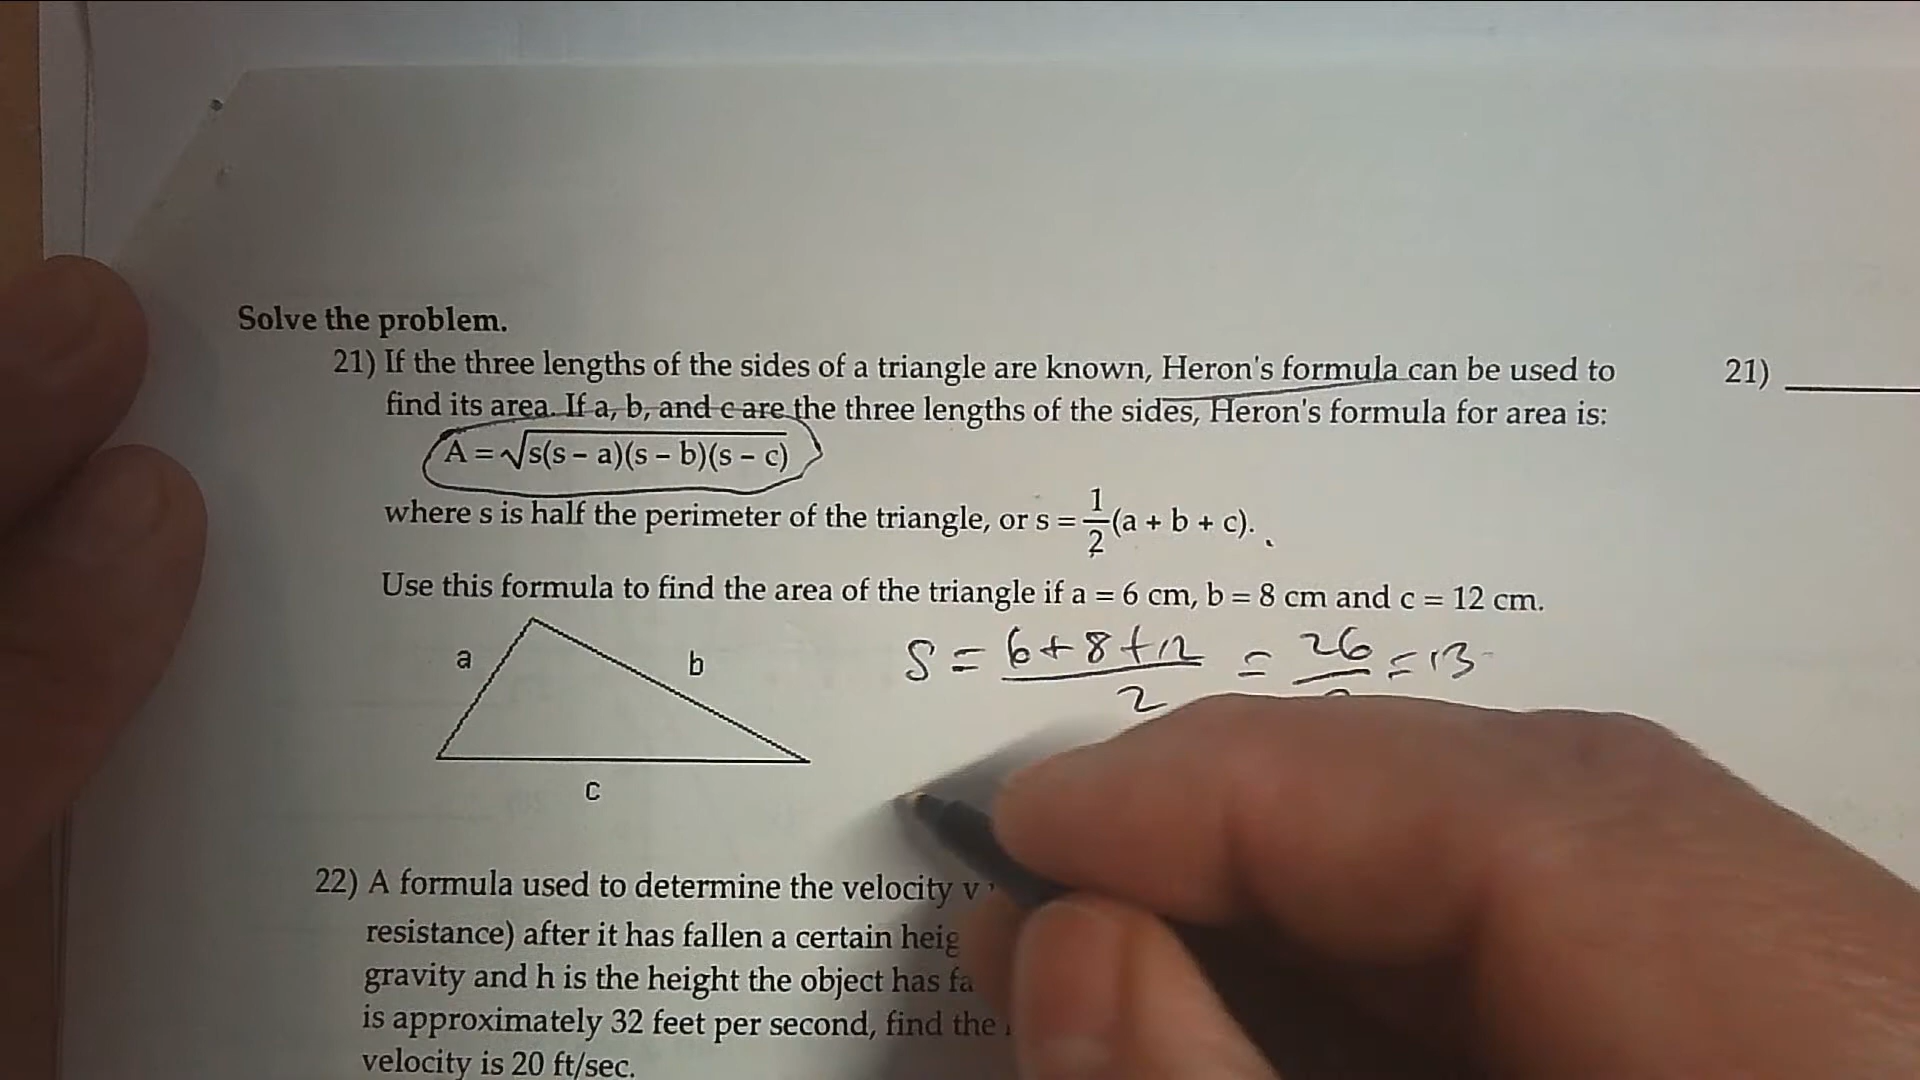 Solve the problem.
21) If the three lengths of the sides of a triangle are known, Heron's formula can be used to
find its area. If a, b, and c are the three lengths of the sides, Heron's formula for area is:
A = √s(s – a)(s – b)(s – c)
where s is half the perimeter of the triangle, or s = 1/2 (a + b + c).
Use this formula to find the area of the triangle if a = 6 cm, b = 8 cm and c = 12 cm.
S = 6+8+12 / 2 = 26 = 13
a
b
c
22) A formula used to determine the velocity v
resistance) after it has fallen a certain
gravity and h is the height the object has
is approximately 32 feet per second, find the
velocity is 20 ft/sec.
21)